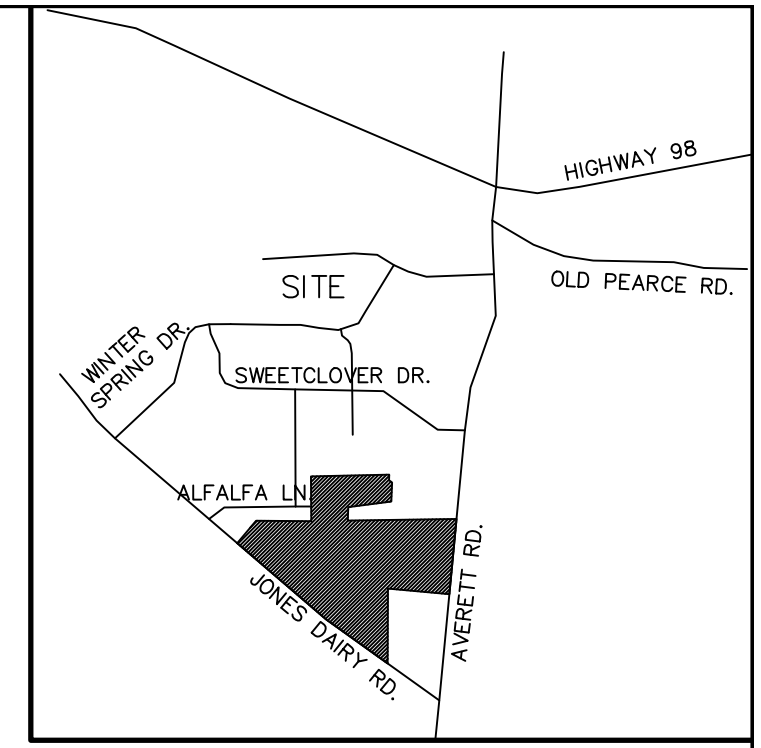 HIGHWAY 98
OLD PEARCE RD.
SITE
WINTER
SPRING DR.
SWEETCLOVER DR.
ALFALFA LN.
JONES DAIRY RD.
AVERETT RD.